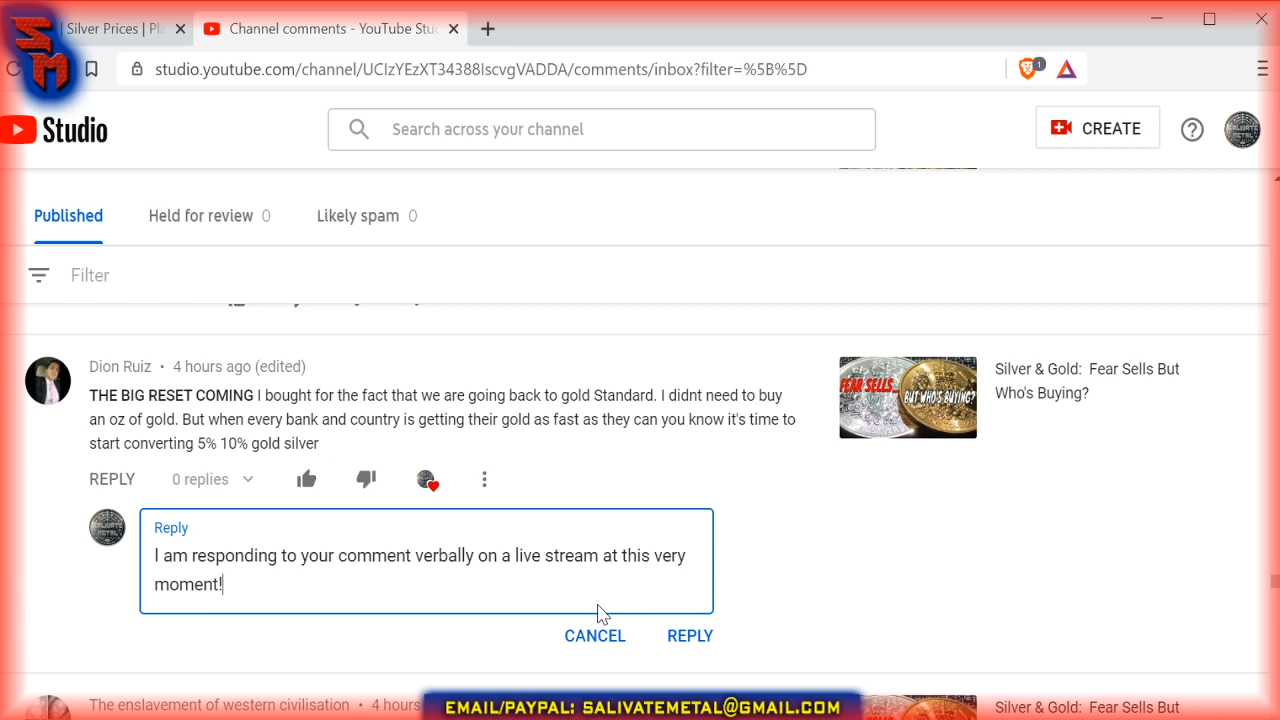 SM
Silver Prices | Pla
Channel comments - YouTube Stu
studio.youtube.com/channel/UClzYEzXT34388lscvgVADDA/comments/inbox?filter=%5B%5D
1
Studio
Search across your channel
CREATE
Published
Held for review 0
Likely spam 0
Filter
Dion Ruiz • 4 hours ago (edited)
THE BIG RESET COMING I bought for the fact that we are going back to gold Standard. I didnt need to buy
an oz of gold. But when every bank and country is getting their gold as fast as they can you know it's time to
start converting 5% 10% gold silver
FEAR SELLS...
BUT WHO'S BUYING?
Silver & Gold: Fear Sells But
Who's Buying?
REPLY
0 replies
SALIVATE
METAL
Reply
I am responding to your comment verbally on a live stream at this very
moment!
CANCEL
REPLY
The enslavement of western civilisation • 4 hours
Silver & Gold: Fear Sells But
EMAIL/PAYPAL: SALIVATEMETAL@GMAIL.COM